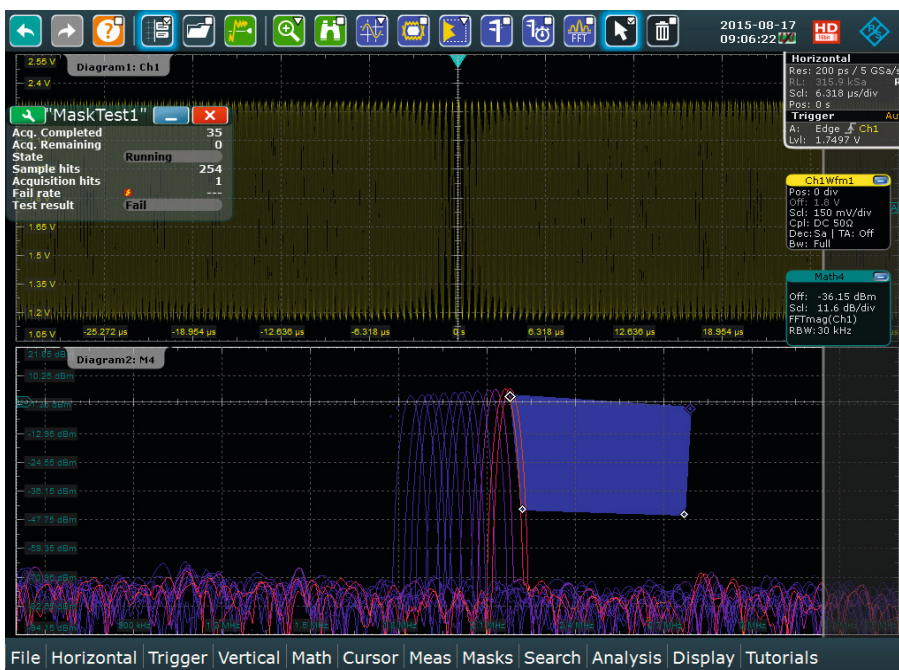 FFT
2015-08-17
09:06:22
HD
16bit
Horizontal
Res: 200 ps / 5 GSa/s
RL: 315.9 kSa R
Scl: 6.318 µs/div
Pos: 0 s
Trigger Au
A: Edge Ch1
Lvl: 1.7497 V
2.55 V
Diagram1: Ch1
2.4 V
"MaskTest1"
Acq. Completed 35
Acq. Remaining 0
State Running
Sample hits 254
Acquisition hits 1
Fail rate ---
Test result Fail
Ch1Wfm1
Pos: 0 div
Off: 1.8 V
Scl: 150 mV/div
Cpl: DC 50Ω
Dec: Sa | TA: Off
Bw: Full
1.65 V
1.5 V
1.35 V
1.2 V
1.05 V
-25.272 µs -18.954 µs -12.636 µs -6.318 µs 0 s 6.318 µs 12.636 µs 18.954 µs
Math4
Off: -36.15 dBm
Scl: 11.6 dB/div
FFTmag(Ch1)
RBW: 30 kHz
21.85 dB
Diagram2: M4
10.25 dBm
-12.95 dBm
-24.55 dBm
-36.15 dBm
-47.75 dBm
-59.35 dBm
File Horizontal Trigger Vertical Math Cursor Meas Masks Search Analysis Display Tutorials